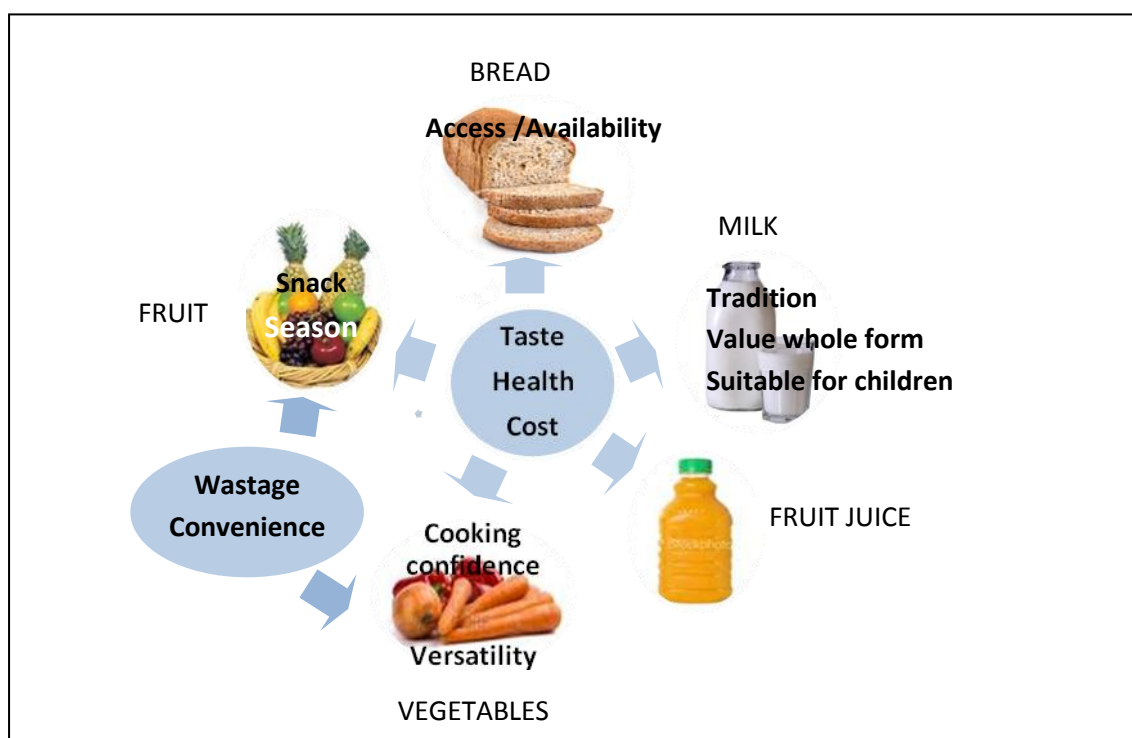 BREAD
Access /Availability
MILK
Tradition
Value whole form
Suitable for children
FRUIT
Snack
Season
Taste
Health
Cost
Wastage
Convenience
FRUIT JUICE
Cooking
confidence
Versatility
VEGETABLES